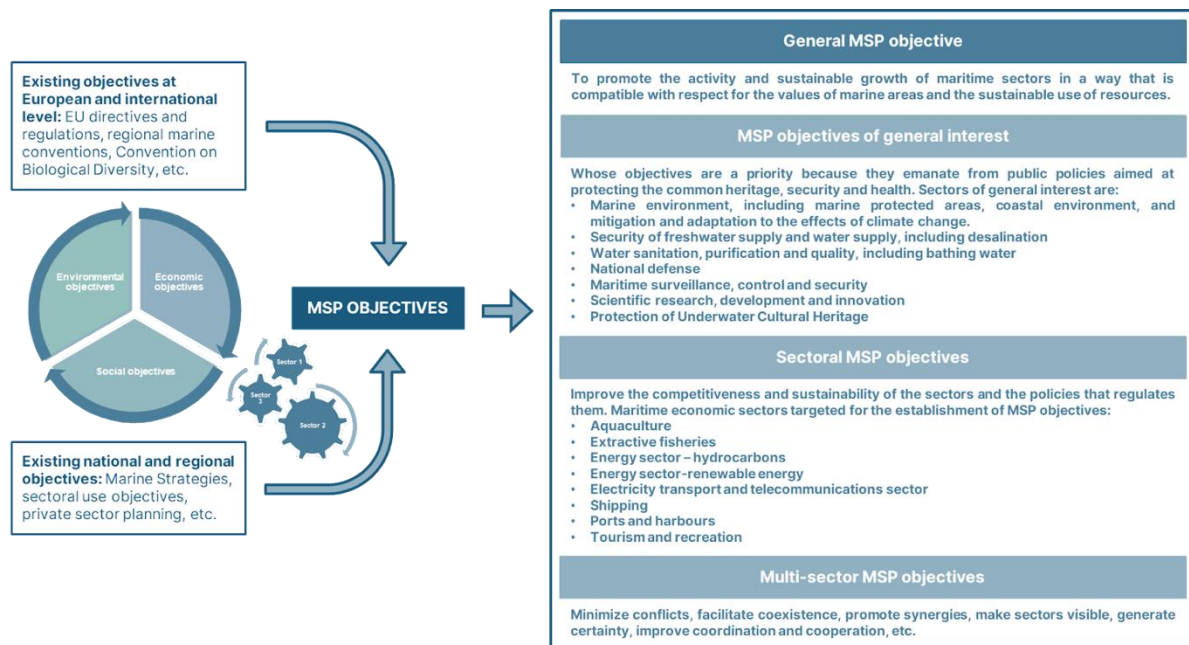 Existing objectives at
European and international
level: EU directives and
regulations, regional marine
conventions, Convention on
Biological Diversity, etc.
Environmental
objectives
Economic
objectives
Social objectives
Sector 1
Sector
3
Sector 2
Existing national and regional
objectives: Marine Strategies,
sectoral use objectives,
private sector planning, etc.
MSP OBJECTIVES
General MSP objective
To promote the activity and sustainable growth of maritime sectors in a way that is
compatible with respect for the values of marine areas and the sustainable use of resources.
MSP objectives of general interest
Whose objectives are a priority because they emanate from public policies aimed at
protecting the common heritage, security and health. Sectors of general interest are:
• Marine environment, including marine protected areas, coastal environment, and
mitigation and adaptation to the effects of climate change.
• Security of freshwater supply and water supply, including desalination
• Water sanitation, purification and quality, including bathing water
• National defense
• Maritime surveillance, control and security
• Scientific research, development and innovation
• Protection of Underwater Cultural Heritage
Sectoral MSP objectives
Improve the competitiveness and sustainability of the sectors and the policies that regulates
them. Maritime economic sectors targeted for the establishment of MSP objectives:
• Aquaculture
• Extractive fisheries
• Energy sector – hydrocarbons
• Energy sector-renewable energy
• Electricity transport and telecommunications sector
• Shipping
• Ports and harbours
• Tourism and recreation
Multi-sector MSP objectives
Minimize conflicts, facilitate coexistence, promote synergies, make sectors visible, generate
certainty, improve coordination and cooperation, etc.